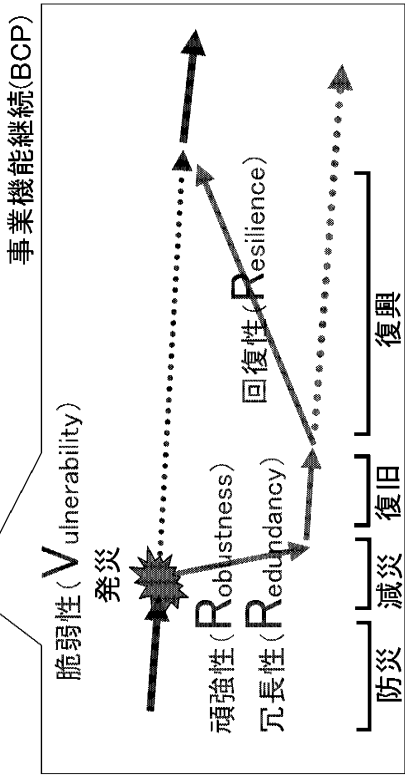 事業機能継続(BCP)
脆弱性(Vulnerability)
発災
頑強性(Robustness)
冗長性(Redundancy)
回復性(Resilience)
防災
減災
復旧
復興